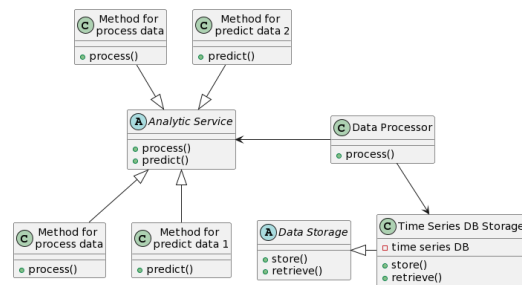 C Method for
process data
+ process()
C Method for
predict data 2
+ predict()
A Analytic Service
+ process()
+ predict()
C Data Processor
+ process()
C Method for
process data
+ process()
C Method for
predict data 1
+ predict()
A Data Storage
+ store()
+ retrieve()
C Time Series DB Storage
time series DB
+ store()
+ retrieve()